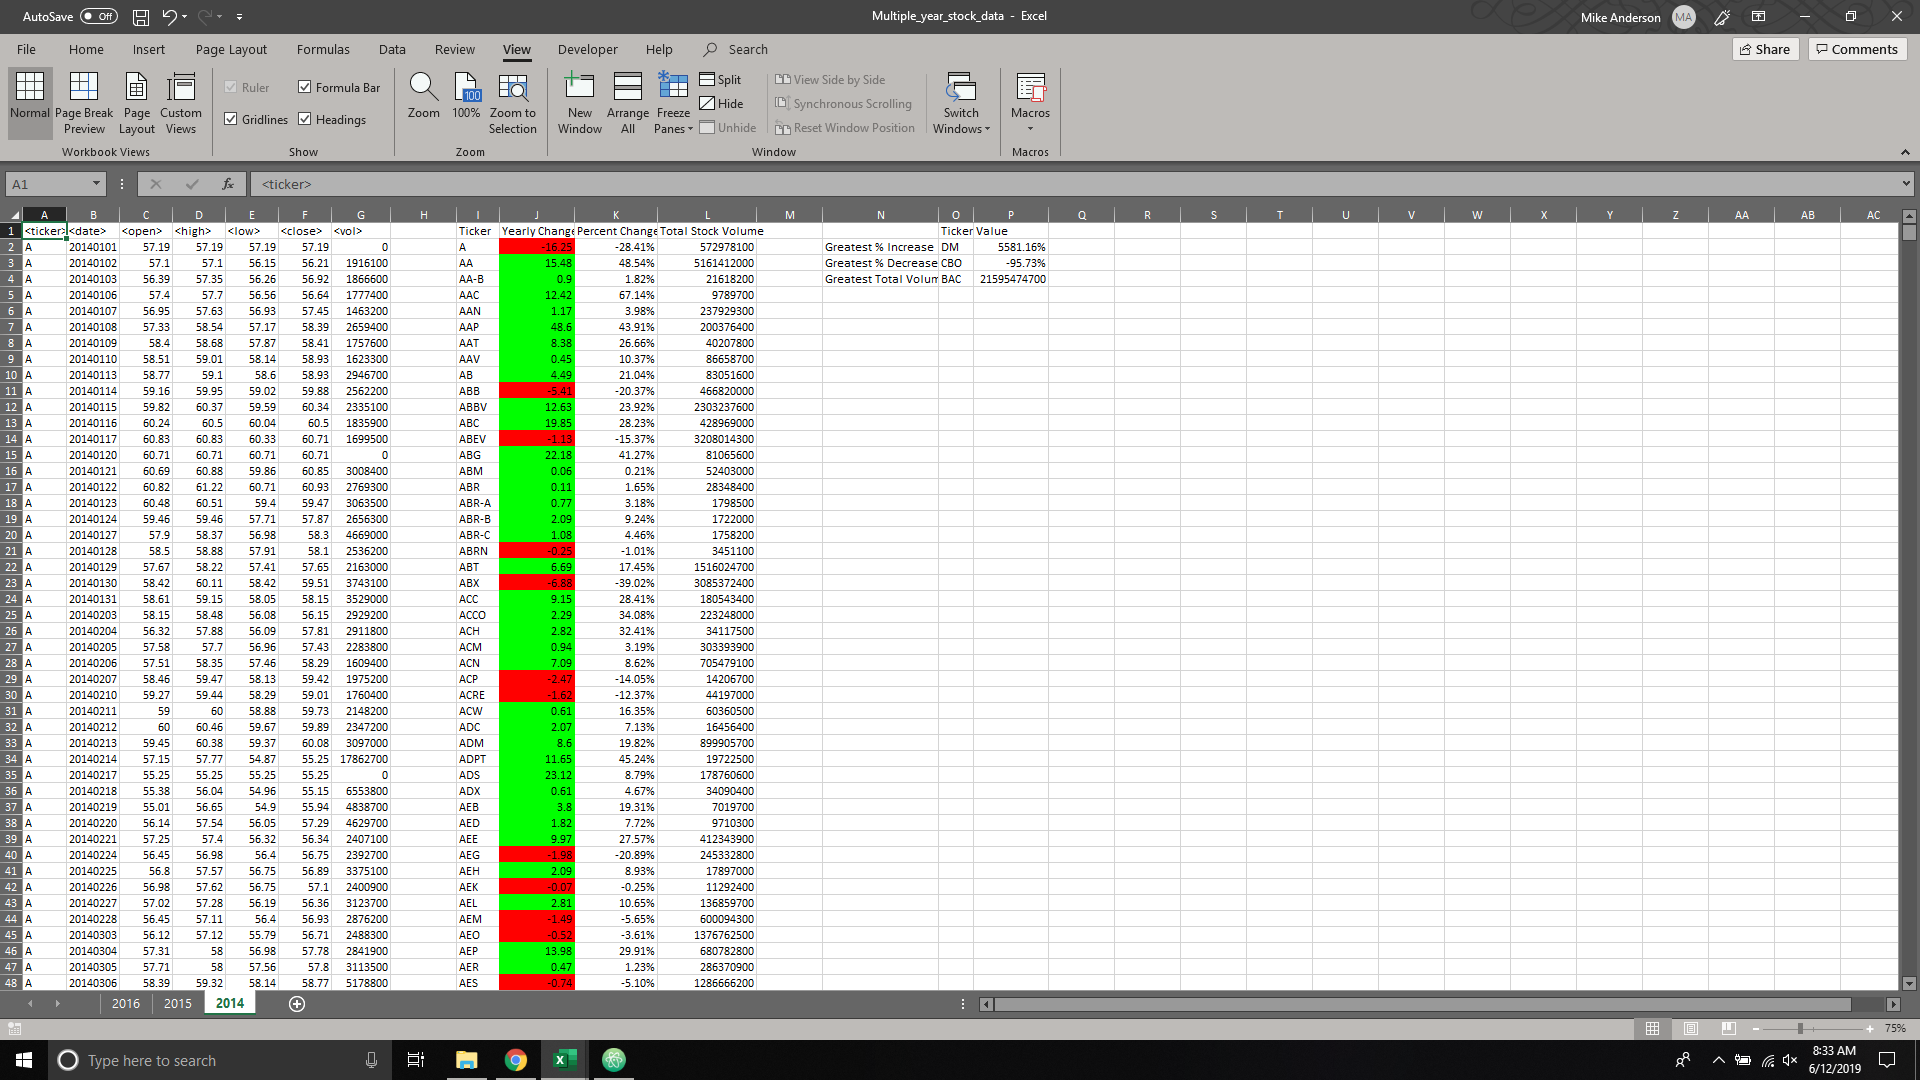 AutoSave Off Multiple_year_stock_data - Excel Mike Anderson MA
File Home Insert Page Layout Formulas Data Review View Developer Help Search Share Comments
Normal Page Break Preview Page Layout Custom Views
Workbook Views
Ruler Formula Bar
Gridlines Headings
Show
Zoom 100 100% Zoom to Selection
Zoom
New Window Arrange All Freeze Panes
Split
Hide
Unhide
View Side by Side
Synchronous Scrolling
Reset Window Position
Switch Windows
Window
Macros
Macros
A1 fx <ticker>
A B C D E F G H I J K L M N O P Q R S T U V W X Y Z AA AB AC
1 <ticker> <date> <open> <high> <low> <close> <vol> Ticker Yearly Change Percent Change Total Stock Volume Ticker Value
2 A 20140101 57.19 57.19 57.19 57.19 0 A -16.25 -28.41% 572978100 Greatest % Increase DM 5581.16%
3 A 20140102 57.1 57.1 56.15 56.21 1916100 AA 15.48 48.54% 5161412000 Greatest % Decrease CBO -95.73%
4 A 20140103 56.39 57.35 56.26 56.92 1866600 AA-B 0.9 1.82% 21618200 Greatest Total Volum BAC 21595474700
5 A 20140106 57.4 57.7 56.56 56.64 1777400 AAC 12.42 67.14% 9789700
6 A 20140107 56.95 57.63 56.93 57.45 1463200 AAN 1.17 3.98% 237929300
7 A 20140108 57.33 58.54 57.17 58.39 2659400 AAP 48.6 43.91% 200376400
8 A 20140109 58.4 58.68 57.87 58.41 1757600 AAT 8.38 26.66% 40207800
9 A 20140110 58.51 59.01 58.14 58.93 1623300 AAV 0.45 10.37% 86658700
10 A 20140113 58.77 59.1 58.6 58.93 2946700 AB 4.49 21.04% 83051600
11 A 20140114 59.16 59.95 59.02 59.88 2562200 ABB -5.41 -20.37% 466820000
12 A 20140115 59.82 60.37 59.59 60.34 2335100 ABBV 12.63 23.92% 2303237600
13 A 20140116 60.24 60.5 60.04 60.5 1835900 ABC 19.85 28.23% 428969000
14 A 20140117 60.83 60.83 60.33 60.71 1699500 ABEV -1.13 -15.37% 3208014300
15 A 20140120 60.71 60.71 60.71 60.71 0 ABG 22.18 41.27% 81065600
16 A 20140121 60.69 60.88 59.86 60.85 3008400 ABM 0.06 0.21% 52403000
17 A 20140122 60.82 61.22 60.71 60.93 2769300 ABR 0.11 1.65% 28348400
18 A 20140123 60.48 60.51 59.4 59.47 3063500 ABR-A 0.77 3.18% 1798500
19 A 20140124 59.46 59.46 57.71 57.87 2656300 ABR-B 2.09 9.24% 1722000
20 A 20140127 57.9 58.37 56.98 58.3 4669000 ABR-C 1.08 4.46% 1758200
21 A 20140128 58.5 58.88 57.91 58.1 2536200 ABRN -0.25 -1.01% 3451100
22 A 20140129 57.67 58.22 57.41 57.65 2163000 ABT 6.69 17.45% 1516024700
23 A 20140130 58.42 60.11 58.42 59.51 3743100 ABX -6.88 -39.02% 3085372400
24 A 20140131 58.61 59.15 58.05 58.15 3529000 ACC 9.15 28.41% 180543400
25 A 20140203 58.15 58.48 56.08 56.15 2929200 ACCO 2.29 34.08% 223248000
26 A 20140204 56.32 57.88 56.09 57.81 2911800 ACH 2.82 32.41% 34117500
27 A 20140205 57.58 57.7 56.96 57.43 2283800 ACM 0.94 3.19% 303393900
28 A 20140206 57.51 58.35 57.46 58.29 1609400 ACN 7.09 8.62% 705479100
29 A 20140207 58.46 59.47 58.13 59.42 1975200 ACP -2.47 -14.05% 14206700
30 A 20140210 59.27 59.44 58.29 59.01 1760400 ACRE -1.62 -12.37% 44197000
31 A 20140211 59 60 58.88 59.73 2148200 ACW 0.61 16.35% 60360500
32 A 20140212 60 60.46 59.67 59.89 2347200 ADC 2.07 7.13% 16456400
33 A 20140213 59.45 60.38 59.37 60.08 3097000 ADM 8.6 19.82% 899905700
34 A 20140214 57.15 57.77 54.87 55.25 17862700 ADPT 11.65 45.24% 19722500
35 A 20140217 55.25 55.25 55.25 55.25 0 ADS 23.12 8.79% 178760600
36 A 20140218 55.38 56.04 54.96 55.15 6553800 ADX 0.61 4.67% 34090400
37 A 20140219 55.01 56.65 54.9 55.94 4838700 AEB 3.8 19.31% 7019700
38 A 20140220 56.14 57.54 56.05 57.29 4629700 AED 1.82 7.72% 9710300
39 A 20140221 57.25 57.4 56.32 56.34 2407100 AEE 9.97 27.57% 412343900
40 A 20140224 56.45 56.98 56.4 56.75 2392700 AEG -1.98 -20.89% 245332800
41 A 20140225 56.8 57.57 56.75 56.89 3375100 AEH 2.09 8.93% 17897000
42 A 20140226 56.98 57.62 56.75 57.1 2400900 AEK -0.07 -0.25% 11292400
43 A 20140227 57.02 57.28 56.19 56.36 3123700 AEL 2.81 10.65% 136859700
44 A 20140228 56.45 57.11 56.4 56.93 2876200 AEM -1.49 -5.65% 600094300
45 A 20140303 56.12 57.12 55.79 56.71 2488300 AEO -0.52 -3.61% 1376762500
46 A 20140304 57.31 58 56.98 57.78 2841900 AEP 13.98 29.91% 680782800
47 A 20140305 57.71 58 57.56 57.8 3113500 AER 0.47 1.23% 286370900
48 A 20140306 58.39 59.32 58.14 58.77 5178800 AES -0.74 -5.10% 1286666200
2016 2015 2014
75%
Type here to search
8:33 AM
6/12/2019